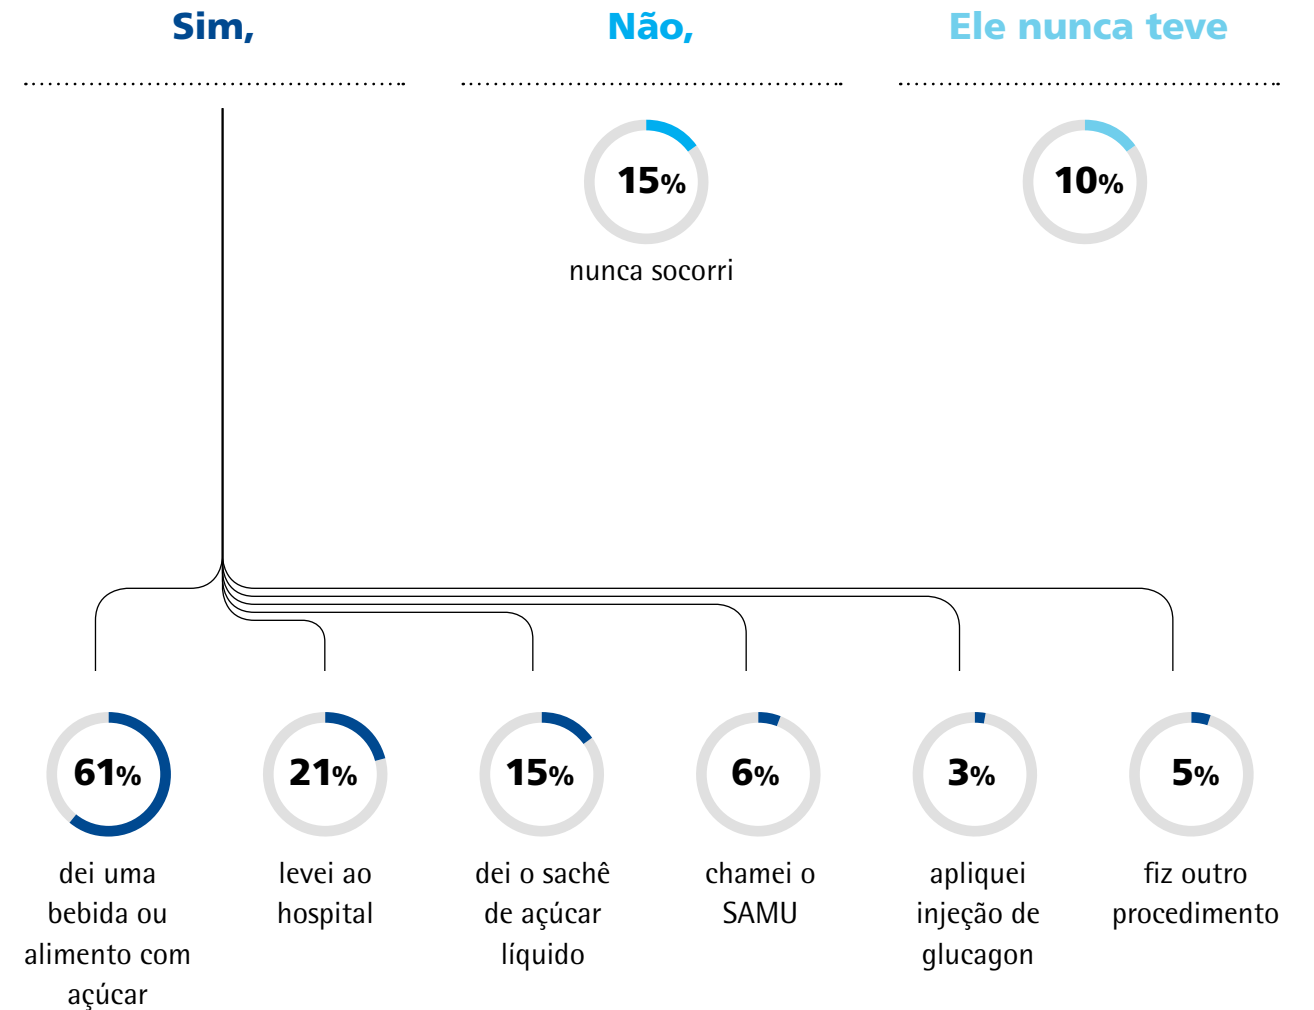 Sim,
Não,
Ele nunca teve
15%
nunca socorri
10%
61%
dei uma
bebida ou
alimento com
açúcar
21%
levei ao
hospital
15%
dei o sachê
de açúcar
líquido
6%
chamei o
SAMU
3%
apliquei
injeção de
glucagon
5%
fiz outro
procedimento